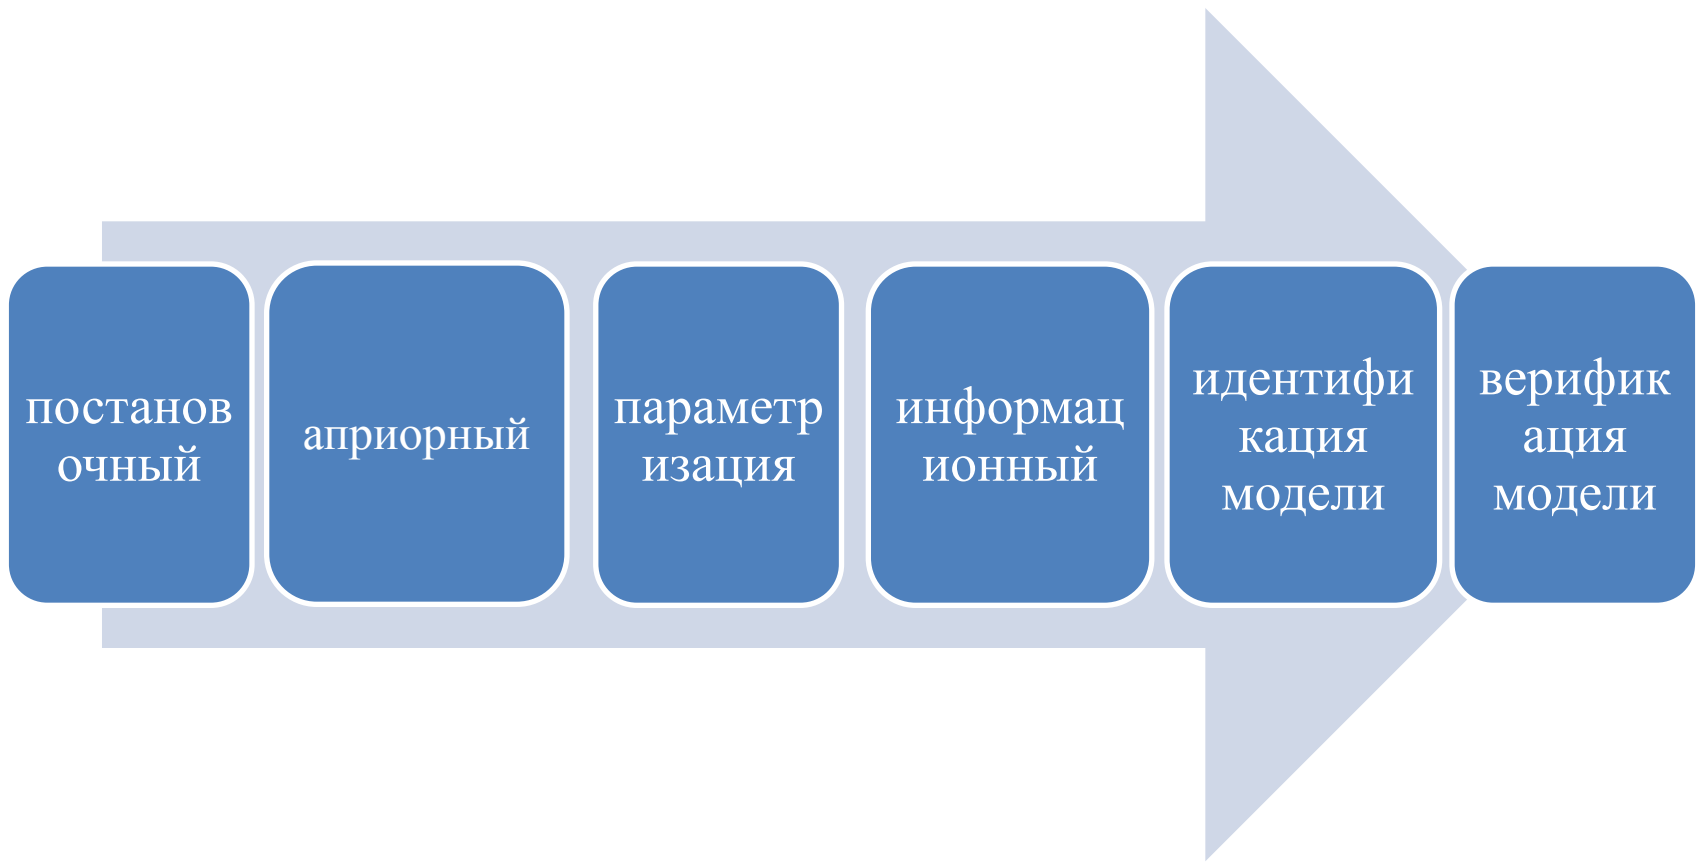 постанов
очный
априорный
параметр
изация
информац
ионный
идентифи
кация
модели
верифик
ация
модели